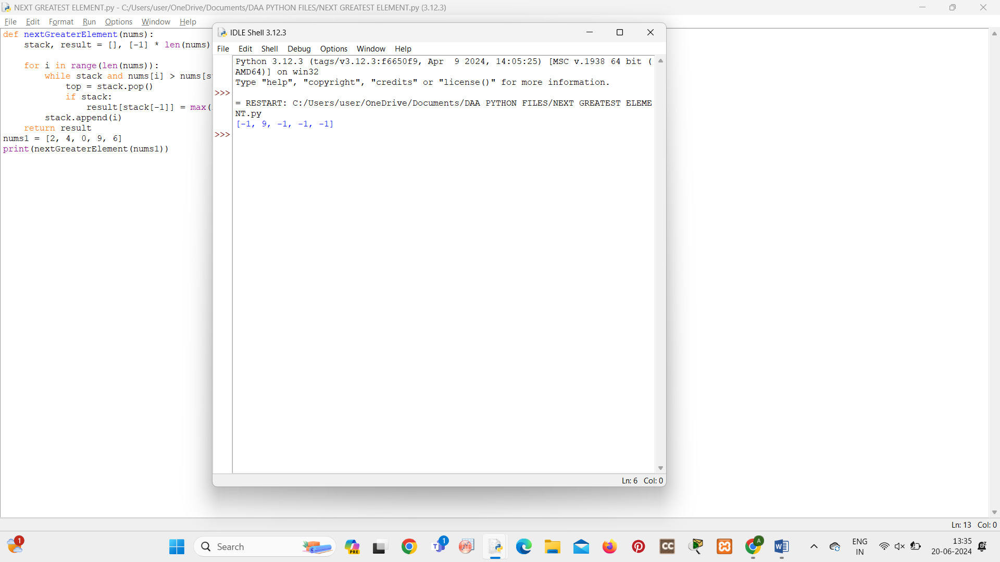 NEXT GREATEST ELEMENT.py - C:/Users/user/OneDrive/Documents/DAA PYTHON FILES/NEXT GREATEST ELEMENT.py (3.12.3)
File Edit Format Run Options Window Help
def nextGreaterElement(nums):
    stack, result = [], [-1] * len(nums)

    for i in range(len(nums)):
        while stack and nums[i] > nums[s
            top = stack.pop()
            if stack:
                result[stack[-1]] = max(
        stack.append(i)
    return result
nums1 = [2, 4, 0, 9, 6]
print(nextGreaterElement(nums1))
IDLE Shell 3.12.3
File Edit Shell Debug Options Window Help
Python 3.12.3 (tags/v3.12.3:f6650f9, Apr  9 2024, 14:05:25) [MSC v.1938 64 bit (
AMD64)] on win32
Type "help", "copyright", "credits" or "license()" for more information.
>>>
= RESTART: C:/Users/user/OneDrive/Documents/DAA PYTHON FILES/NEXT GREATEST ELEME
NT.py
[-1, 9, -1, -1, -1]
>>>
Ln: 6 Col: 0
Ln: 13 Col: 0
1
Search
PRE
T
1
CC
A
W
ENG
IN
13:35
20-06-2024